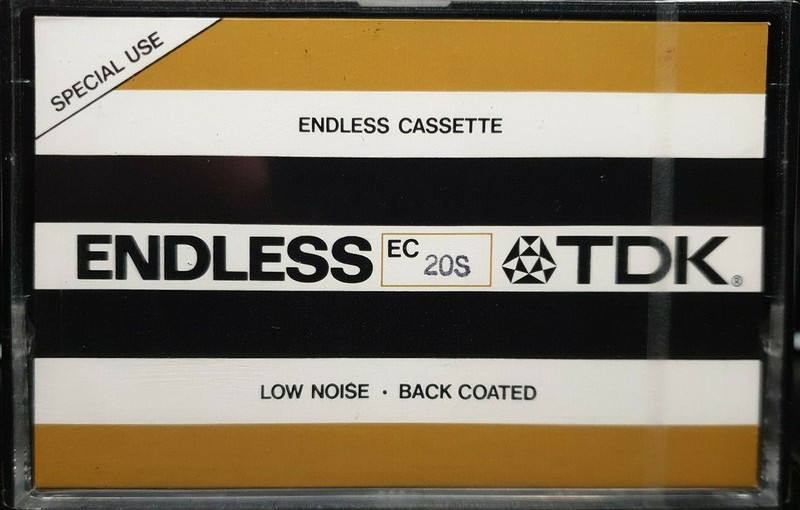 SPECIAL USE
ENDLESS CASSETTE
ENDLESS EC 20S TDK ®
LOW NOISE · BACK COATED